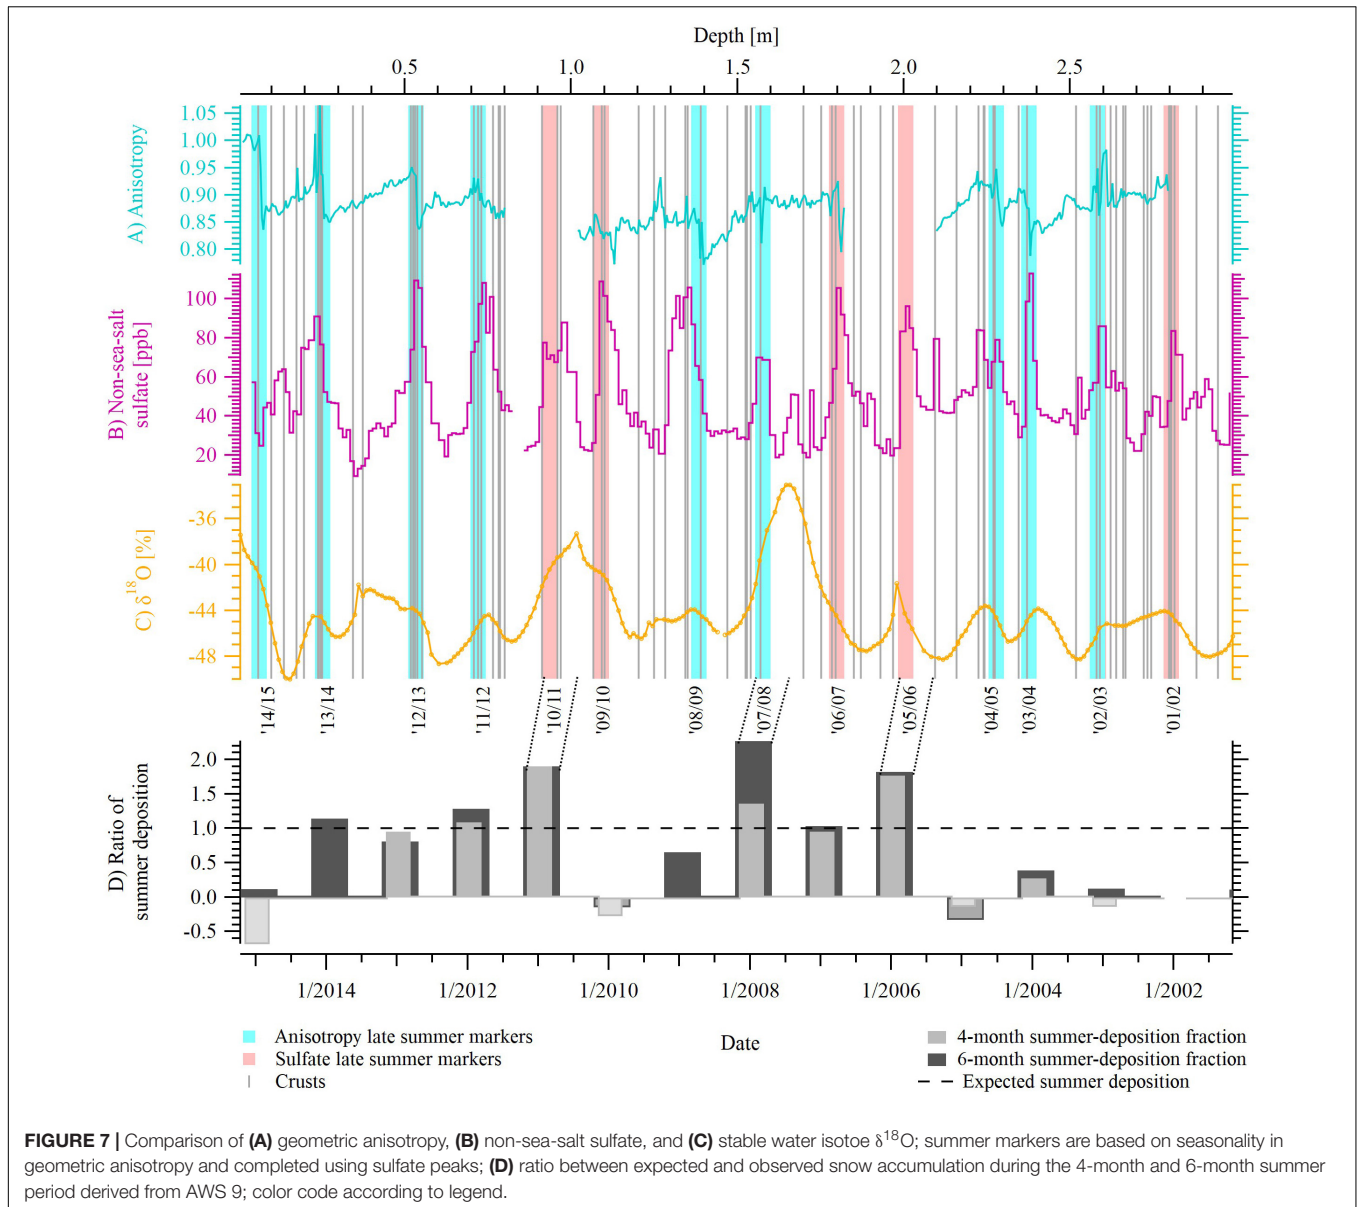 Depth [m]
0.5 1.0 1.5 2.0 2.5
A) Anisotropy
1.05
1.00
0.95
0.90
0.85
0.80
B) Non-sea-salt
sulfate [ppb]
100
80
60
40
20
C) δ18O [%]
-36
-40
-44
-48
'14/15 '13/14 '12/13 '11/12 '10/11 '09/10 '08/09 '07/08 '06/07 '05/06 '04/05 '03/04 '02/03 '01/02
D) Ratio of
summer deposition
2.0
1.5
1.0
0.5
0.0
-0.5
1/2014 1/2012 1/2010 1/2008 1/2006 1/2004 1/2002
Date
Anisotropy late summer markers
Sulfate late summer markers
Crusts
4-month summer-deposition fraction
6-month summer-deposition fraction
Expected summer deposition
FIGURE 7 | Comparison of (A) geometric anisotropy, (B) non-sea-salt sulfate, and (C) stable water isotoe δ18O; summer markers are based on seasonality in
geometric anisotropy and completed using sulfate peaks; (D) ratio between expected and observed snow accumulation during the 4-month and 6-month summer
period derived from AWS 9; color code according to legend.